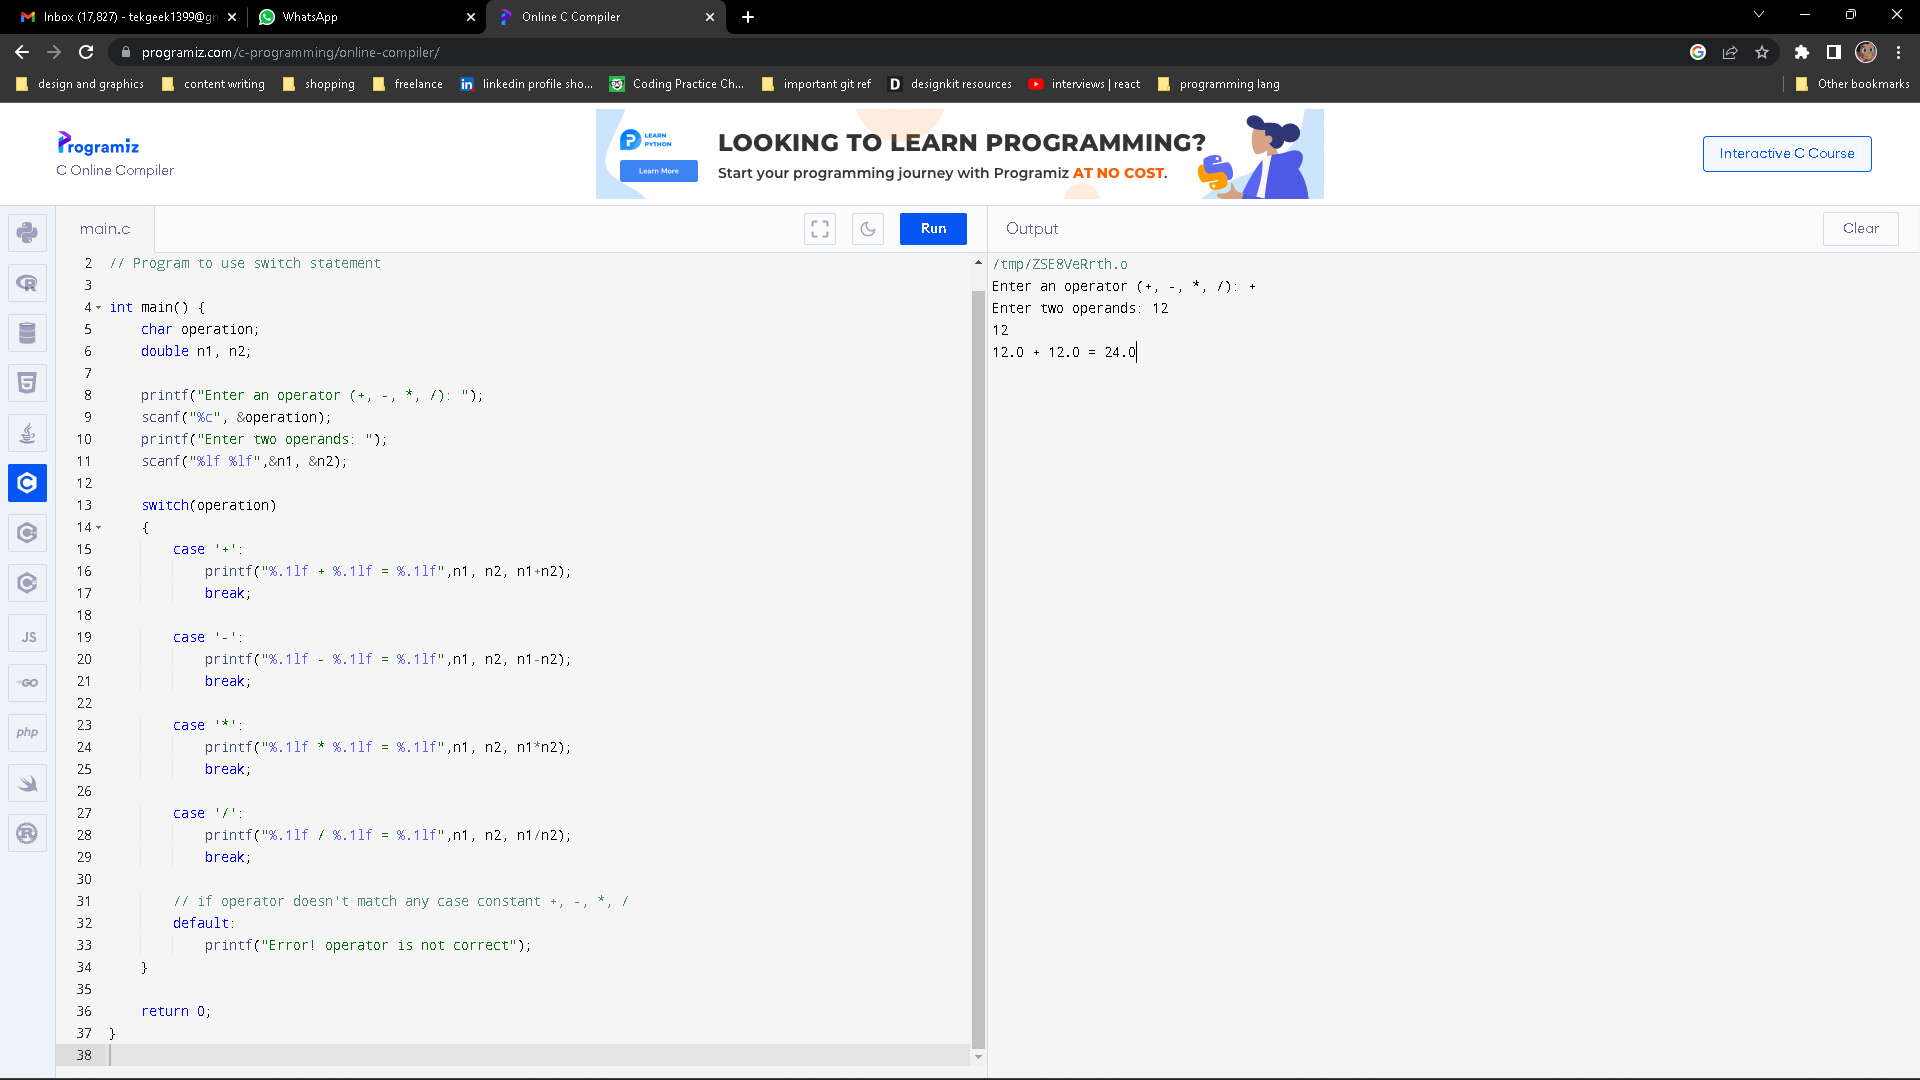 Inbox (17,827) - tekgeek1399@gm
WhatsApp
Online C Compiler
programiz.com/c-programming/online-compiler/
design and graphics
content writing
shopping
freelance
linkedin profile sho...
Coding Practice Ch...
important git ref
designkit resources
interviews | react
programming lang
Other bookmarks
Programiz
C Online Compiler
LEARN
PYTHON
Learn More
LOOKING TO LEARN PROGRAMMING?
Start your programming journey with Programiz AT NO COST.
Interactive C Course
main.c
Run
2 // Program to use switch statement
3
4 int main() {
5 char operation;
6 double n1, n2;
7
8 printf("Enter an operator (+, -, *, /): ");
9 scanf("%c", &operation);
10 printf("Enter two operands: ");
11 scanf("%lf %lf",&n1, &n2);
12
13 switch(operation)
14 {
15 case '+':
16 printf("%.1lf + %.1lf = %.1lf",n1, n2, n1+n2);
17 break;
18
19 case '-':
20 printf("%.1lf - %.1lf = %.1lf",n1, n2, n1-n2);
21 break;
22
23 case '*':
24 printf("%.1lf * %.1lf = %.1lf",n1, n2, n1*n2);
25 break;
26
27 case '/':
28 printf("%.1lf / %.1lf = %.1lf",n1, n2, n1/n2);
29 break;
30
31 // if operator doesn't match any case constant +, -, *, /
32 default:
33 printf("Error! operator is not correct");
34 }
35
36 return 0;
37 }
38
JS
GO
php
Output
Clear
/tmp/ZSE8VeRrth.o
Enter an operator (+, -, *, /): +
Enter two operands: 12
12
12.0 + 12.0 = 24.0